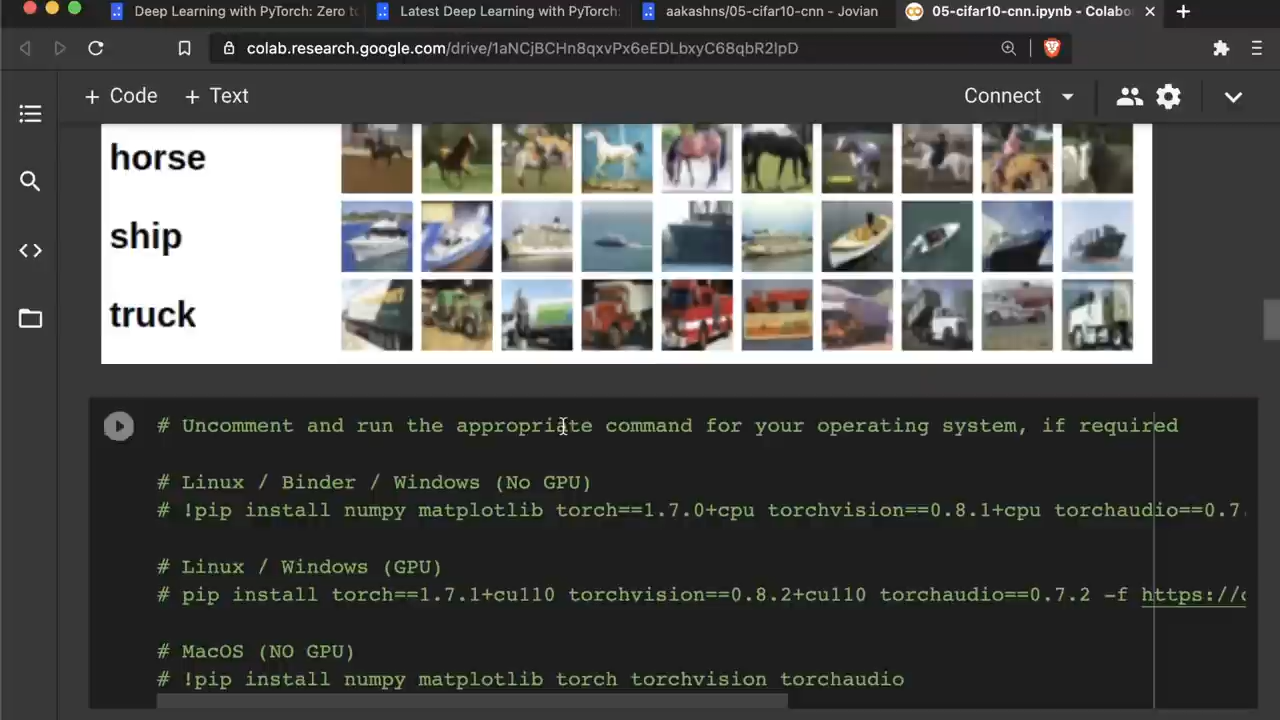 Deep Learning with PyTorch: Zero to
Latest Deep Learning with PyTorch:
aakashns/05-cifar10-cnn - Jovian
05-cifar10-cnn.ipynb - Colabo
colab.research.google.com/drive/1aNCjBCHn8qxvPx6eEDLbxyC68qbR2lpD
+ Code
+ Text
Connect
horse
ship
truck
# Uncomment and run the appropriate command for your operating system, if required
# Linux / Binder / Windows (No GPU)
# !pip install numpy matplotlib torch==1.7.0+cpu torchvision==0.8.1+cpu torchaudio==0.7.
# Linux / Windows (GPU)
# pip install torch==1.7.1+cu110 torchvision==0.8.2+cu110 torchaudio==0.7.2 -f https://
# MacOS (NO GPU)
# !pip install numpy matplotlib torch torchvision torchaudio